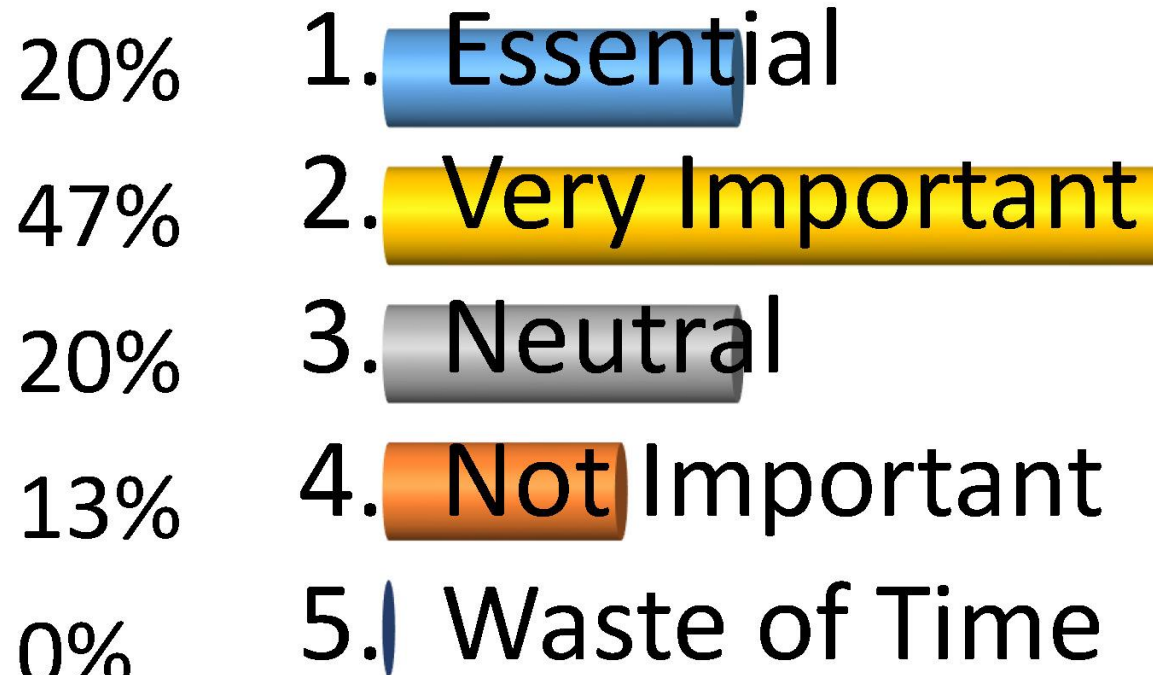 20% 1. Essential
47% 2. Very Important
20% 3. Neutral
13% 4. Not Important
0% 5. Waste of Time